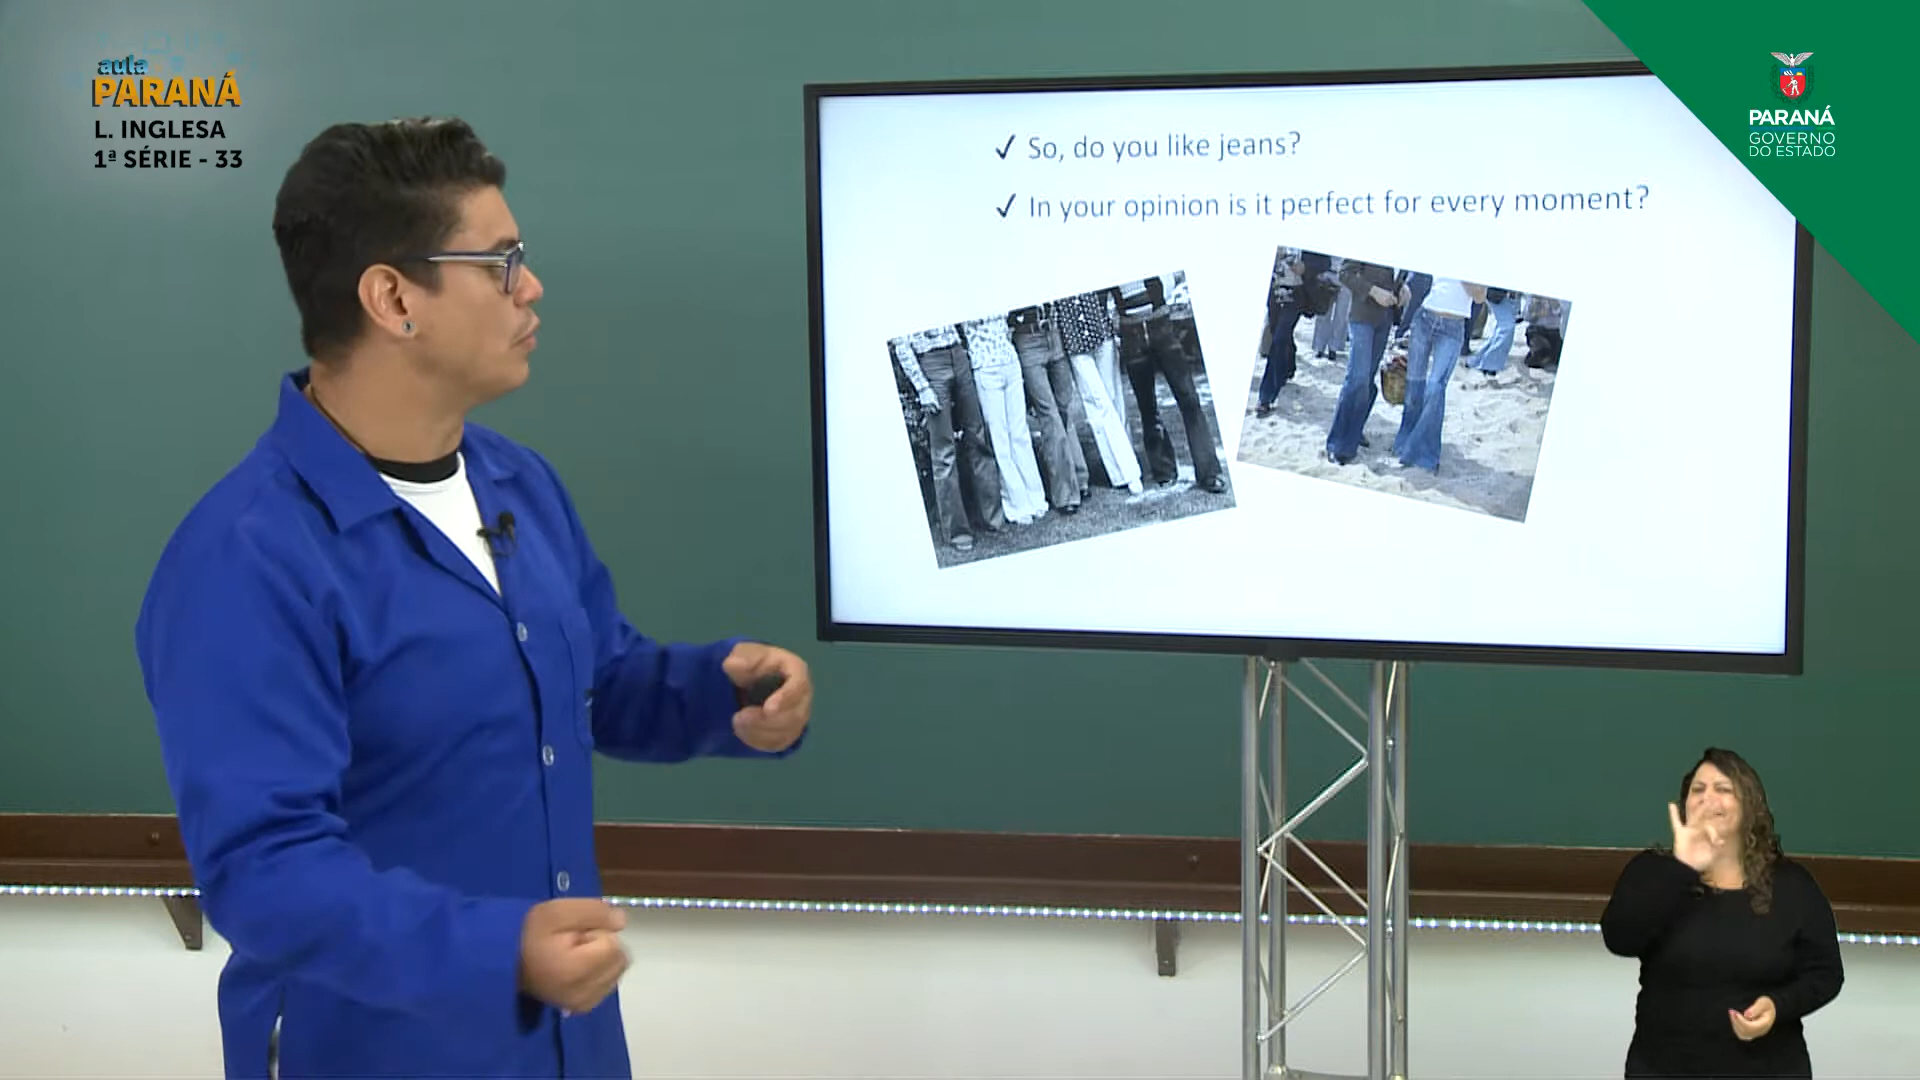 aula
PARANÁ
L. INGLESA
1ª SÉRIE - 33
✓ So, do you like jeans?
✓ In your opinion is it perfect for every moment?
PARANÁ
GOVERNO
DO ESTADO